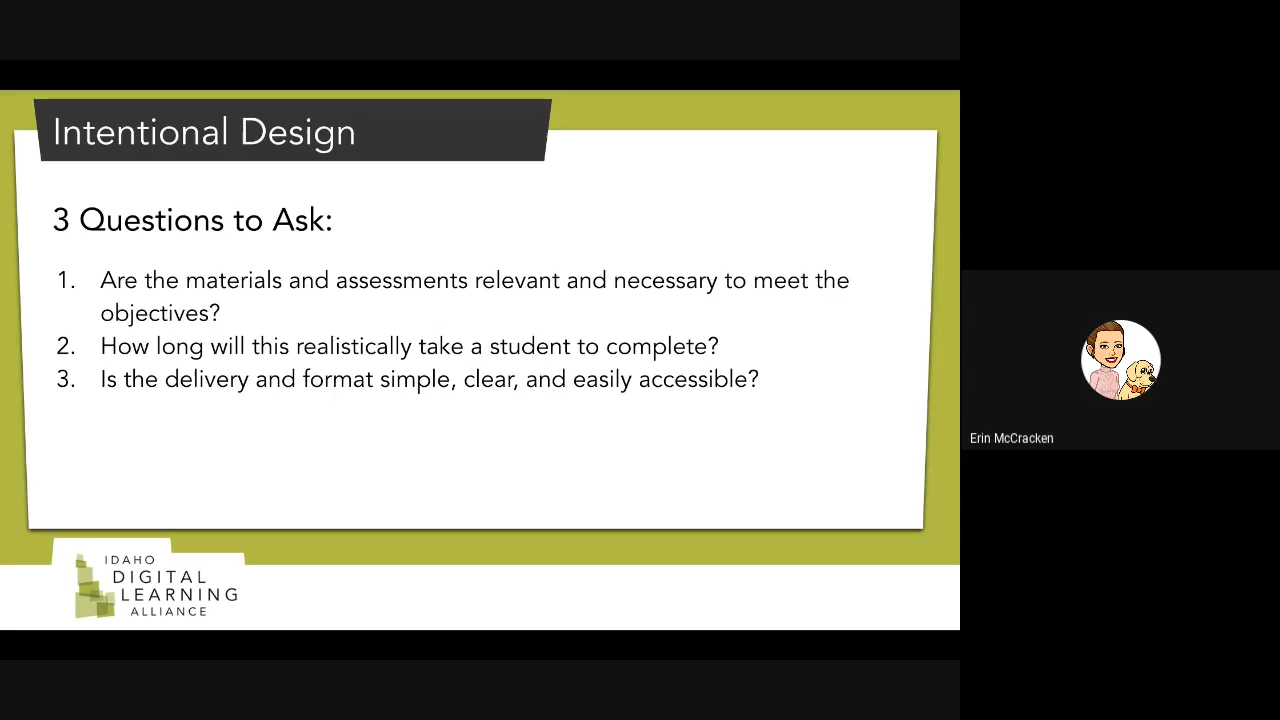 Intentional Design
3 Questions to Ask:
1. Are the materials and assessments relevant and necessary to meet the
objectives?
2. How long will this realistically take a student to complete?
3. Is the delivery and format simple, clear, and easily accessible?
Erin McCracken
IDAHO
DIGITAL
LEARNING
ALLIANCE